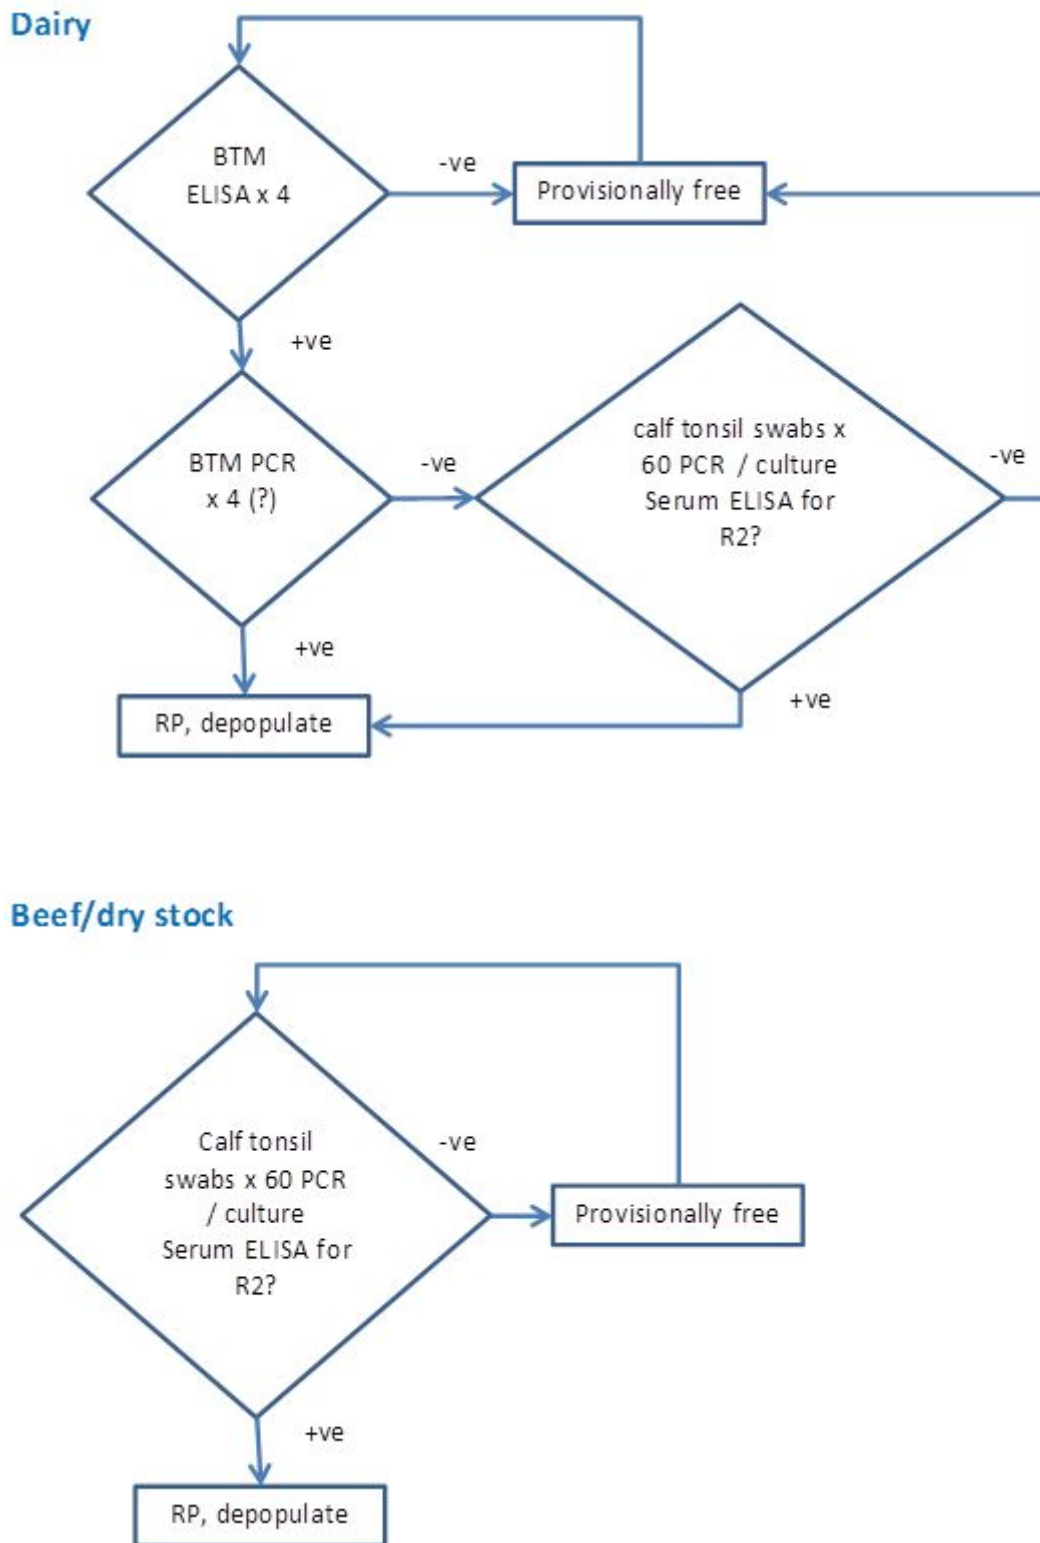 Dairy
BTM
ELISA x 4
-ve
Provisionally free
+ve
BTM PCR
x 4 (?)
-ve
calf tonsil swabs x
60 PCR / culture
Serum ELISA for
R2?
-ve
+ve
+ve
RP, depopulate
Beef/dry stock
Calf tonsil
swabs x 60 PCR
/ culture
Serum ELISA for
R2?
-ve
Provisionally free
+ve
RP, depopulate